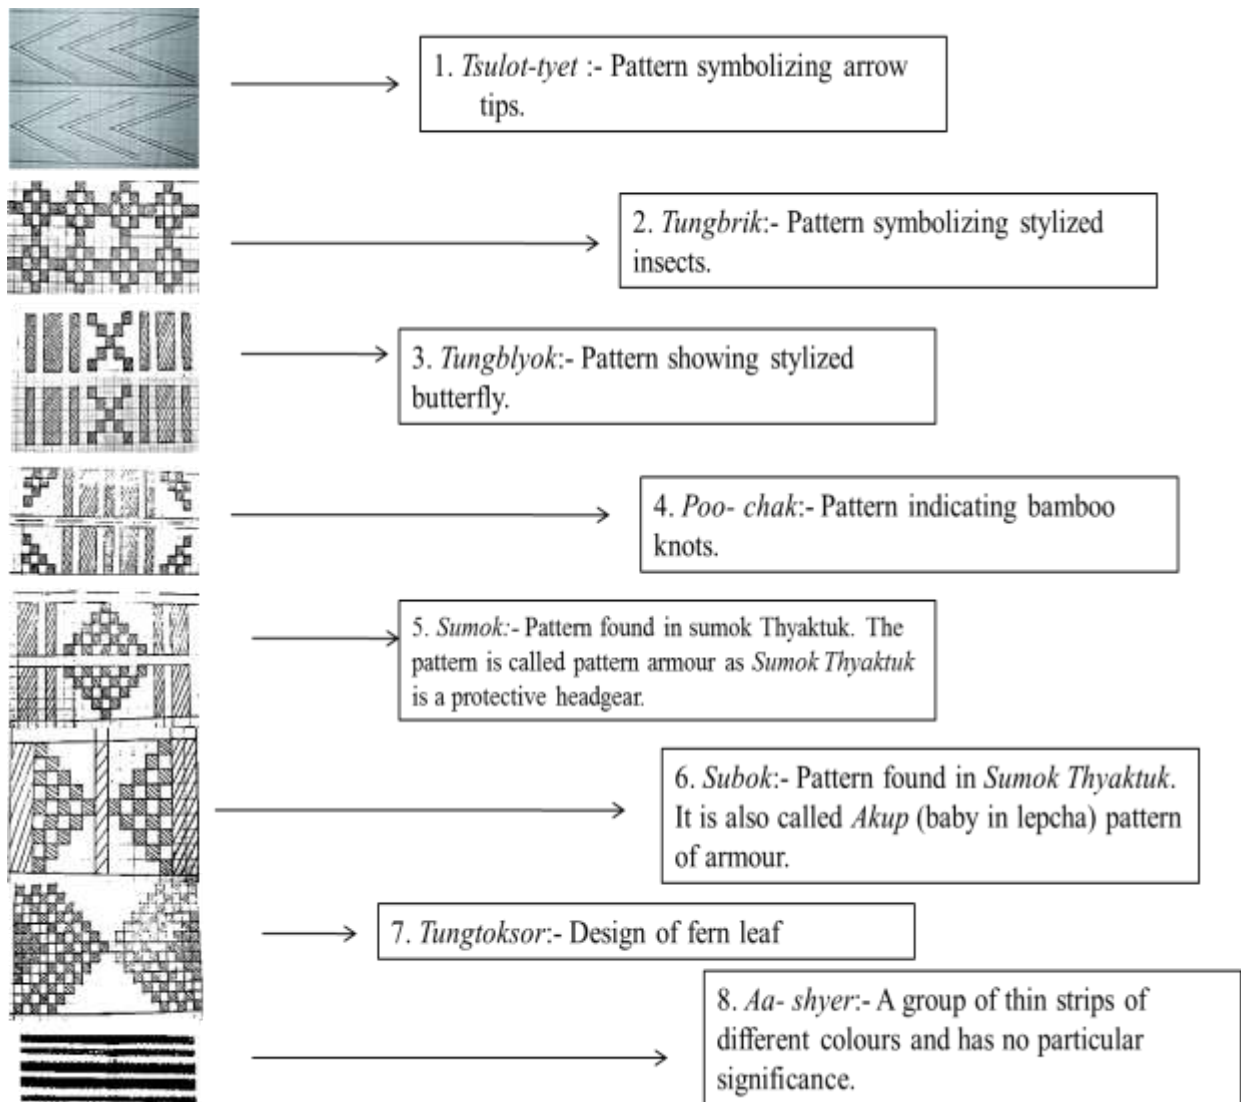 1. Tsulot-tyet :- Pattern symbolizing arrow
tips.
2. Tungbrik:- Pattern symbolizing stylized
insects.
3. Tungblyok:- Pattern showing stylized
butterfly.
4. Poo- chak:- Pattern indicating bamboo
knots.
5. Sumok:- Pattern found in sumok Thyaktuk. The
pattern is called pattern armour as Sumok Thyaktuk
is a protective headgear.
6. Subok:- Pattern found in Sumok Thyaktuk.
It is also called Akup (baby in lepcha) pattern
of armour.
7. Tungtoksor:- Design of fern leaf
8. Aa- shyer:- A group of thin strips of
different colours and has no particular
significance.